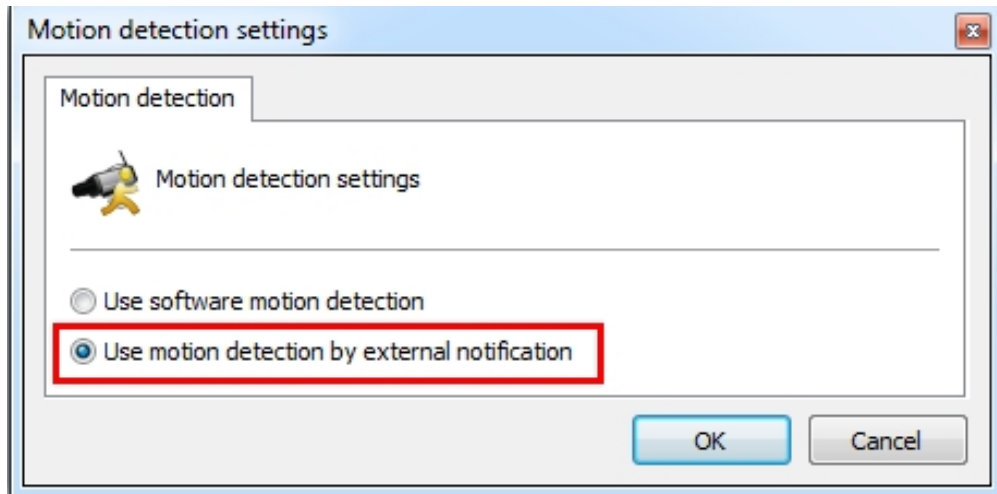 Motion detection settings
Motion detection
Motion detection settings
Use software motion detection
Use motion detection by external notification
OK Cancel